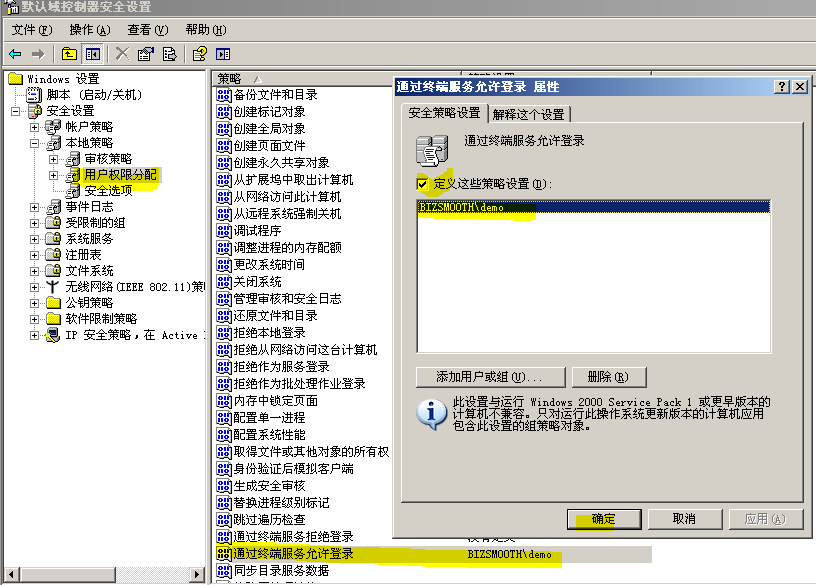 默认域控制器安全设置
文件(F) 操作(A) 查看(V) 帮助(H)
Windows 设置
脚本 (启动/关机)
安全设置
帐户策略
本地策略
审核策略
用户权限分配
安全选项
事件日志
受限制的组
系统服务
注册表
文件系统
无线网络(IEEE 802.11)策
公钥策略
软件限制策略
IP 安全策略，在 Active
策略
备份文件和目录
创建标记对象
创建全局对象
创建页面文件
创建永久共享对象
从扩展坞中取出计算机
从网络访问此计算机
从远程系统强制关机
调试程序
调整进程的内存配额
更改系统时间
关闭系统
管理审核和安全日志
还原文件和目录
拒绝本地登录
拒绝从网络访问这台计算机
拒绝作为服务登录
拒绝作为批处理作业登录
内存中锁定页面
配置单一进程
配置系统性能
取得文件或其他对象的所有权
身份验证后模拟客户端
生成安全审核
替换进程级别标记
跳过遍历检查
通过终端服务拒绝登录 没有定义
通过终端服务允许登录 BIZSMOOTH\demo
同步目录服务数据
通过终端服务允许登录 属性
安全策略设置 解释这个设置
通过终端服务允许登录
定义这些策略设置(D):
BIZSMOOTH\demo
添加用户或组(U)... 删除(R)
此设置与运行 Windows 2000 Service Pack 1 或更早版本的
计算机不兼容。只对运行此操作系统更新版本的计算机应用
包含此设置的组策略对象。
确定 取消 应用(A)